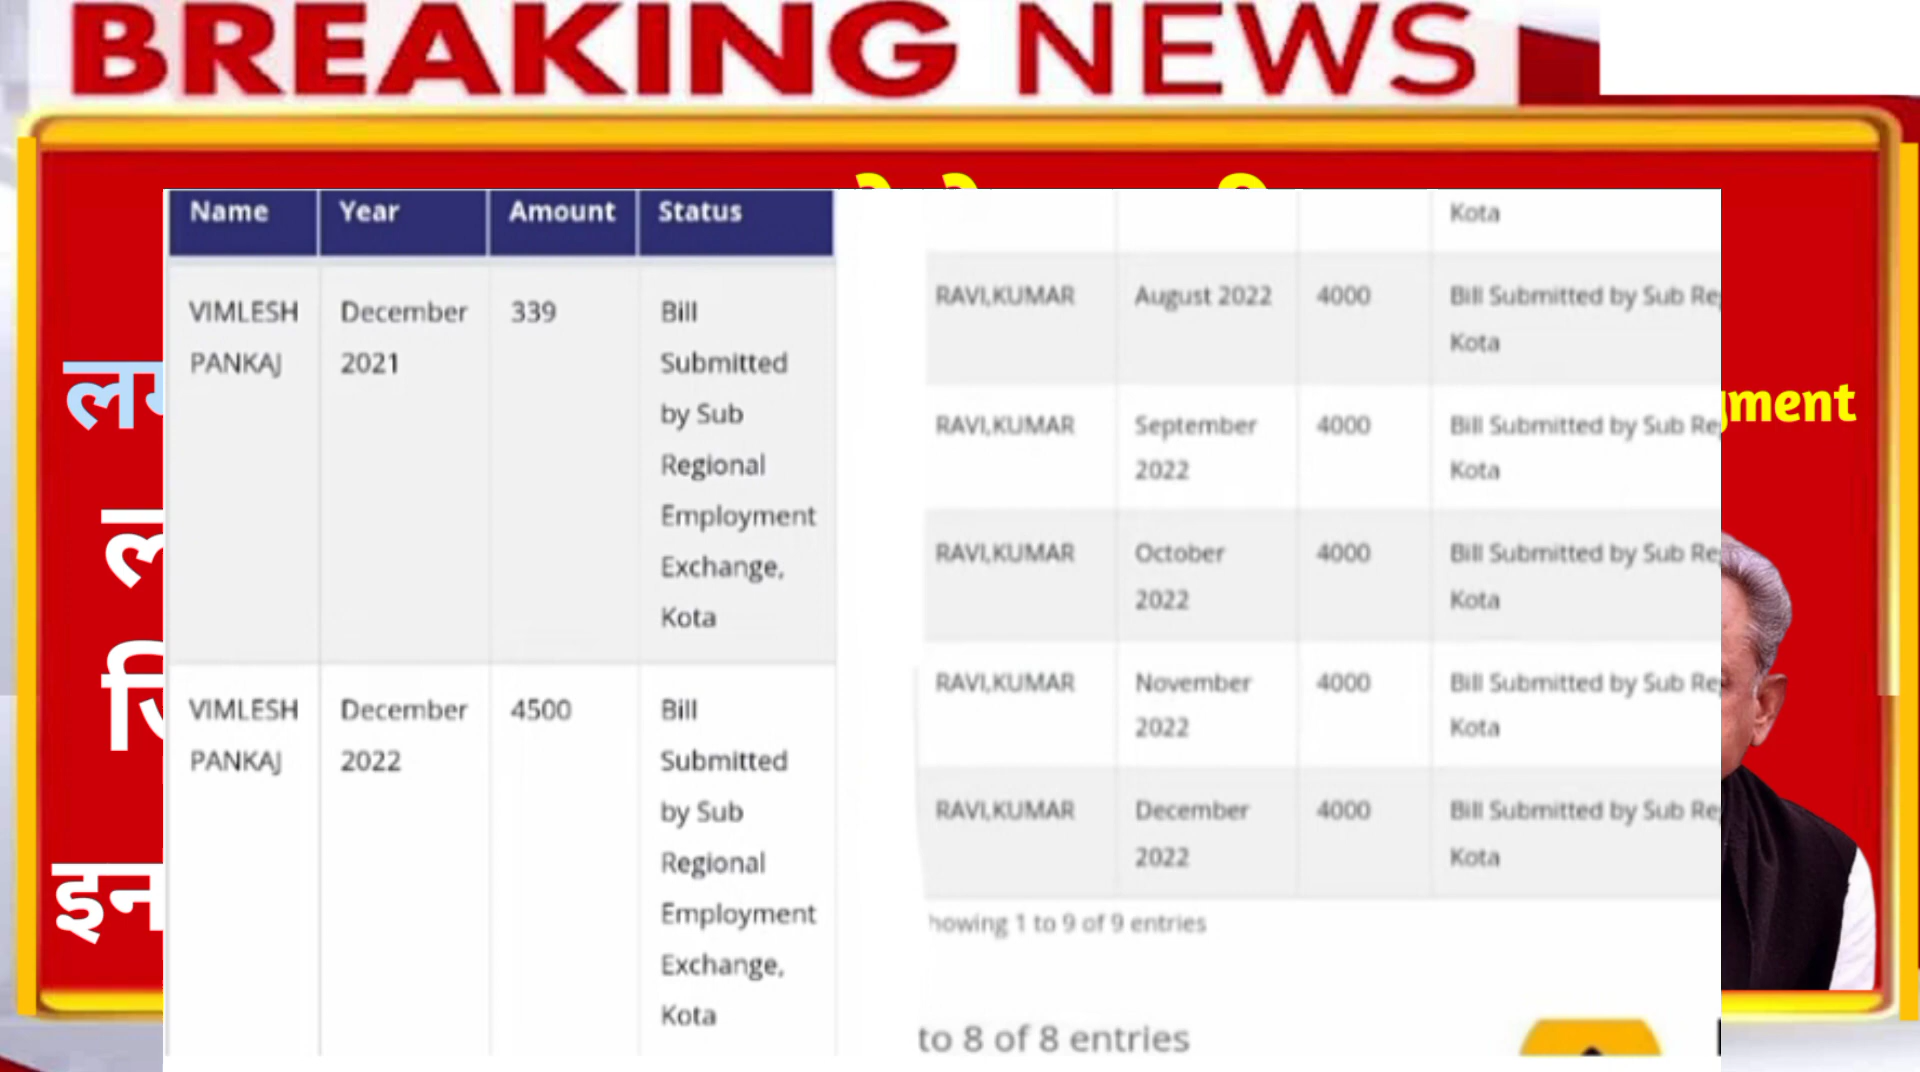 BREAKING NEWS
Name Year Amount Status
VIMLESH
PANKAJ
December
2021
339
Bill
Submitted
by Sub
Regional
Employment
Exchange,
Kota
VIMLESH
PANKAJ
December
2022
4500
Bill
Submitted
by Sub
Regional
Employment
Exchange,
Kota
Kota
RAVI,KUMAR August 2022 4000 Bill Submitted by Sub Re
Kota
RAVI,KUMAR September 4000 Bill Submitted by Sub Re
2022 Kota
RAVI,KUMAR October 4000 Bill Submitted by Sub Re
2022 Kota
RAVI,KUMAR November 4000 Bill Submitted by Sub Re
2022 Kota
RAVI,KUMAR December 4000 Bill Submitted by Sub Re
2022 Kota
howing 1 to 9 of 9 entries
to 8 of 8 entries
ment